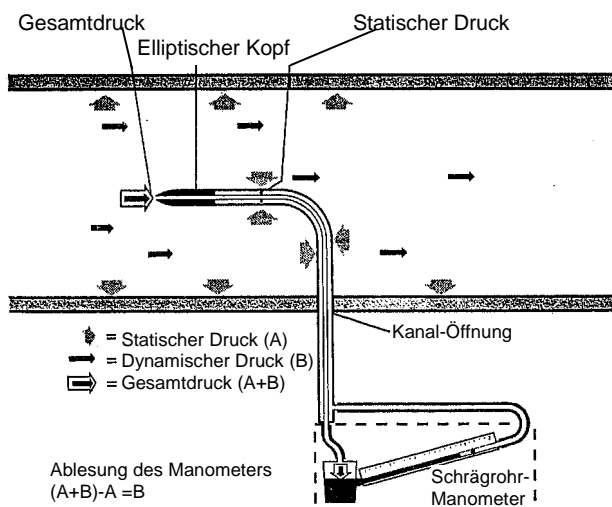 Gesamtdruck
Statischer Druck
Elliptischer Kopf
Kanal-Öffnung
= Statischer Druck (A)
= Dynamischer Druck (B)
= Gesamtdruck (A+B)
Ablesung des Manometers
(A+B)-A =B
Schrägrohr-
Manometer